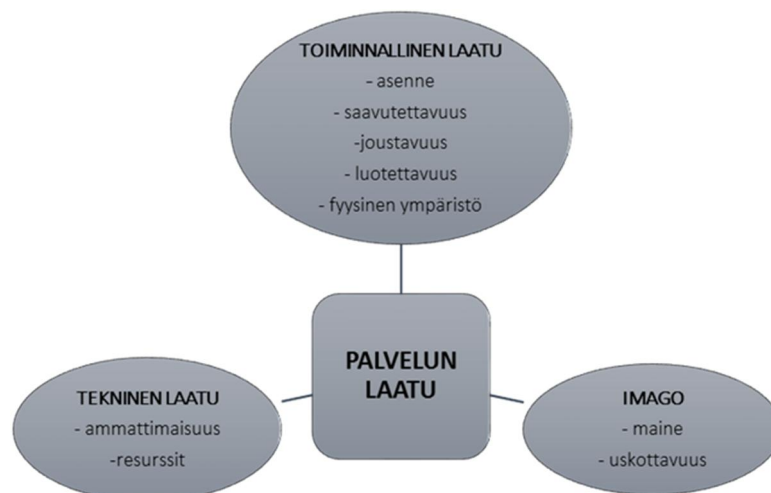 TOIMINNALLINEN LAATU
- asenne
- saavutettavuus
-joustavuus
- luotettavuus
- fyysinen ympäristö
PALVELUN
LAATU
TEKNINEN LAATU
- ammattimaisuus
-resurssit
IMAGO
- maine
- uskottavuus